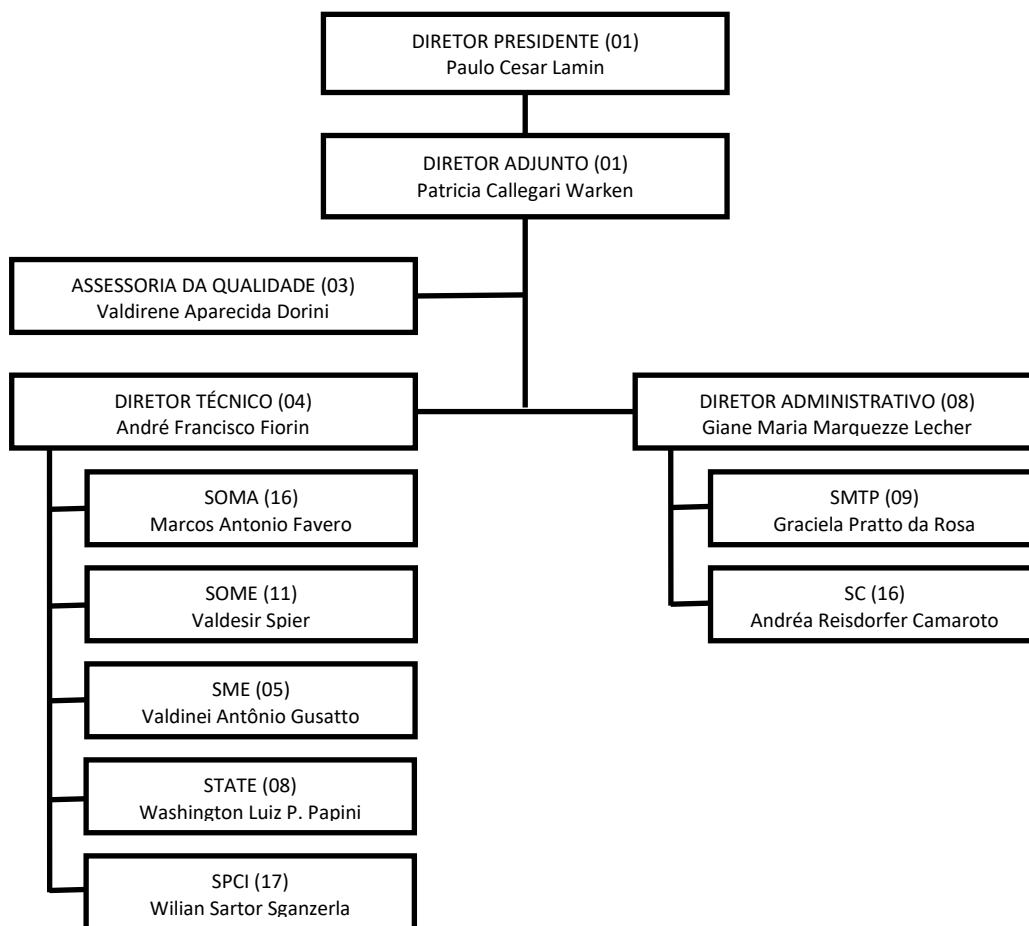 DIRETOR PRESIDENTE (01)
Paulo Cesar Lamin
DIRETOR ADJUNTO (01)
Patricia Callegari Warken
ASSESSORIA DA QUALIDADE (03)
Valdirene Aparecida Dorini
DIRETOR TÉCNICO (04)
André Francisco Fiorin
SOMA (16)
Marcos Antonio Favero
SOME (11)
Valdesir Spier
SME (05)
Valdinei Antônio Gusatto
STATE (08)
Washington Luiz P. Papini
SPCI (17)
Wilian Sartor Sganzerla
DIRETOR ADMINISTRATIVO (08)
Giane Maria Marquezze Lecher
SMTP (09)
Graciela Pratto da Rosa
SC (16)
Andréa Reisdorfer Camaroto